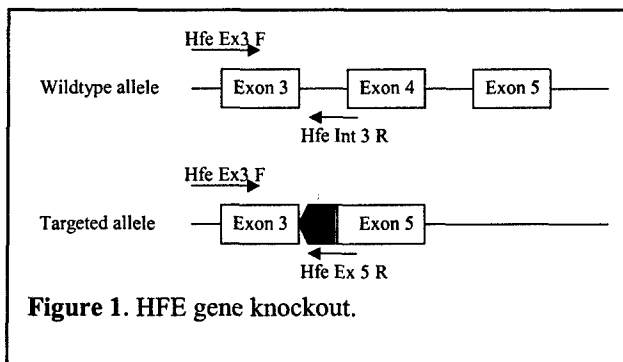 Hfe Ex3 F
Wildtype allele
Exon 3
Exon 4
Exon 5
Hfe Int 3 R
Hfe Ex3 F
Targeted allele
Exon 3
Exon 5
Hfe Ex 5 R
Figure 1. HFE gene knockout.